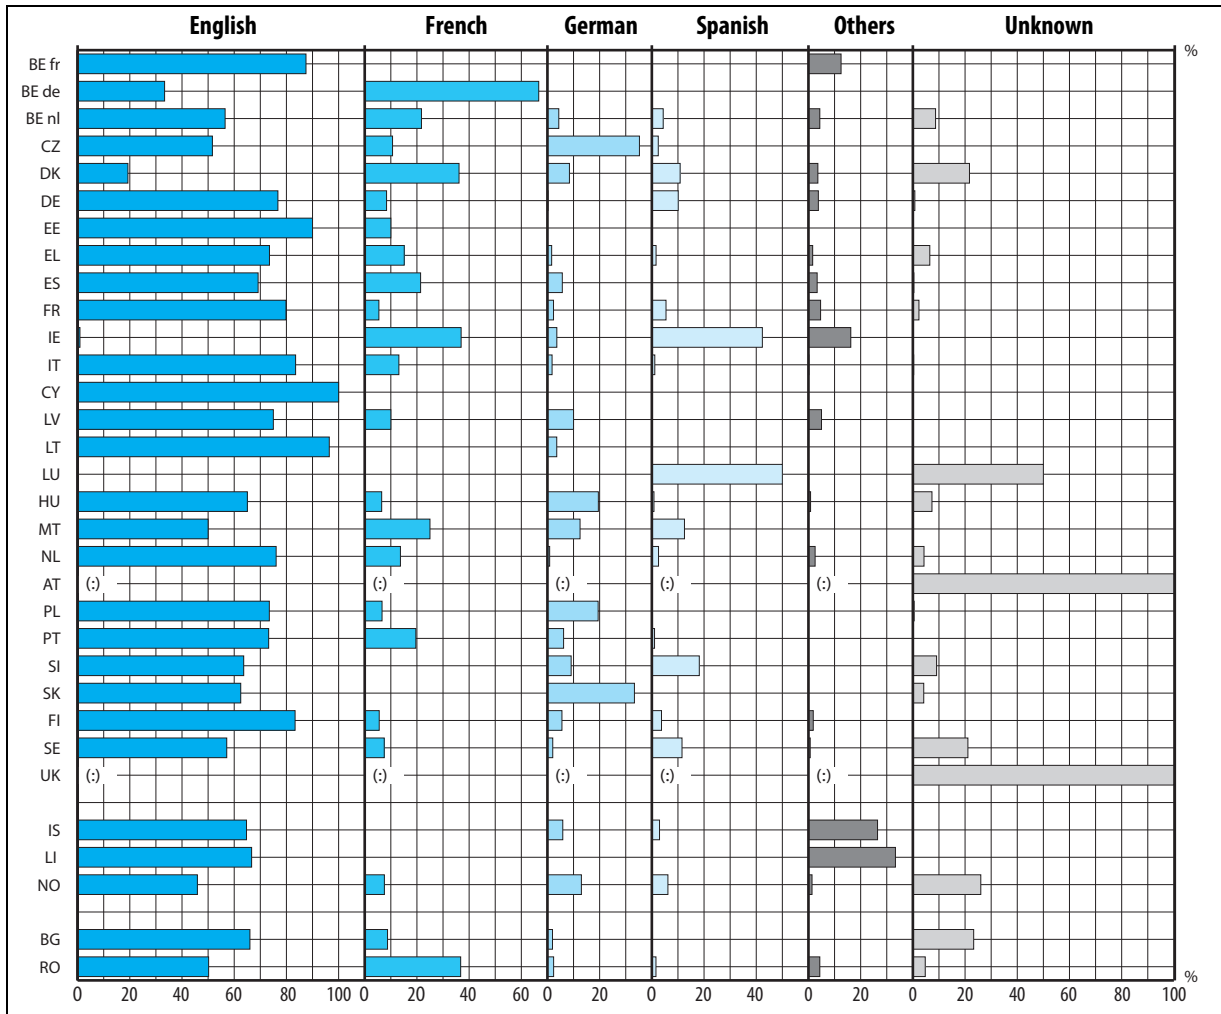 English French German Spanish Others Unknown
%
BE fr
BE de
BE nl
CZ
DK
DE
EE
EL
ES
FR
IE
IT
CY
LV
LT
LU
HU
MT
NL
AT (:) (:) (:) (:) (:)
PL
PT
SI
SK
FI
SE
UK (:) (:) (:) (:) (:)
IS
LI
NO
BG
RO
%
0 20 40 60 80 100 0 20 40 60 0 20 0 20 40 0 20 0 20 40 60 80 100